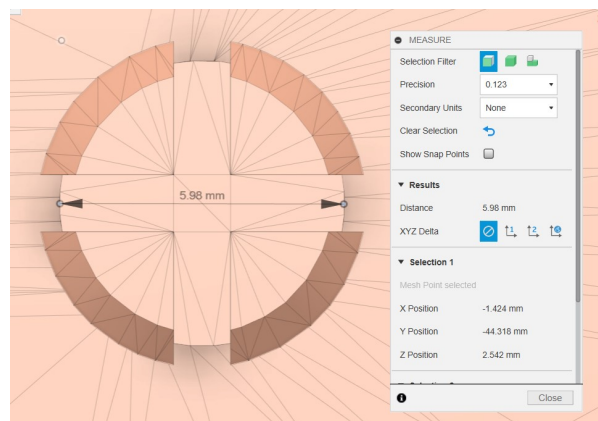 MEASURE
Selection Filter
Precision 0.123
Secondary Units None
Clear Selection
Show Snap Points
Results
Distance 5.98 mm
XYZ Delta
Selection 1
Mesh Point selected
X Position -1.424 mm
Y Position -44.318 mm
Z Position 2.542 mm
Close
5.98 mm